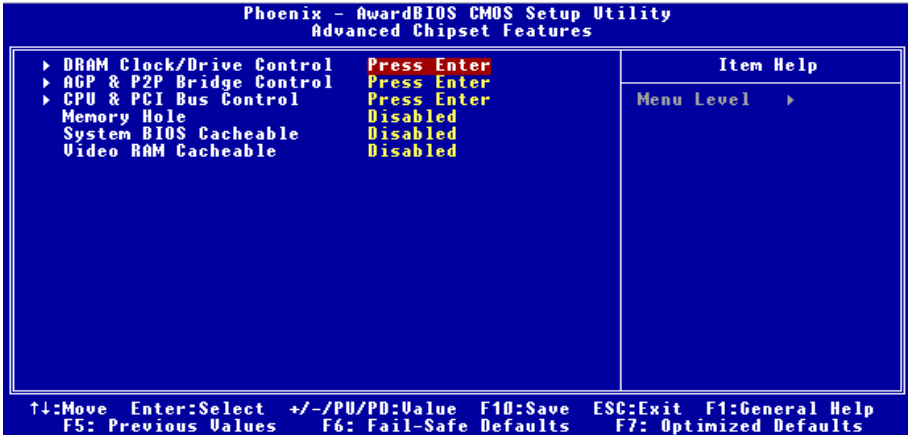 Phoenix - AwardBIOS CMOS Setup Utility
Advanced Chipset Features
▶ DRAM Clock/Drive Control Press Enter
▶ AGP & P2P Bridge Control Press Enter
▶ CPU & PCI Bus Control Press Enter
Memory Hole Disabled
System BIOS Cacheable Disabled
Video RAM Cacheable Disabled
Item Help
Menu Level ▶
↑↓:Move Enter:Select +/-/PU/PD:Value F10:Save ESC:Exit F1:General Help
F5: Previous Values F6: Fail-Safe Defaults F7: Optimized Defaults